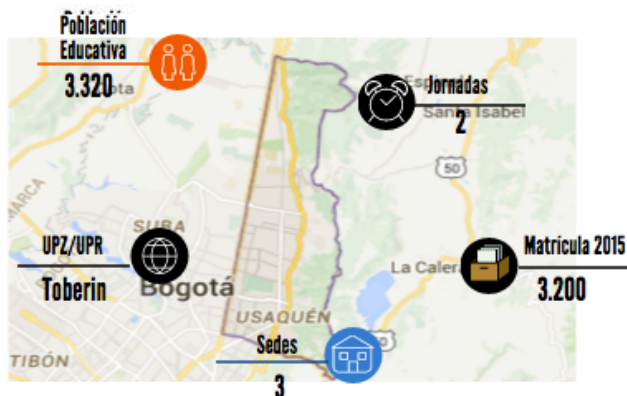 Población
Educativa
3.320
Jornadas
2
Santa Isabel
50
SUBA
UPZ/UPR
Toberin
Bogotá
La Calera
Matrícula 2015
3.200
USAQUÉN
Sedes
3
TIBÓN